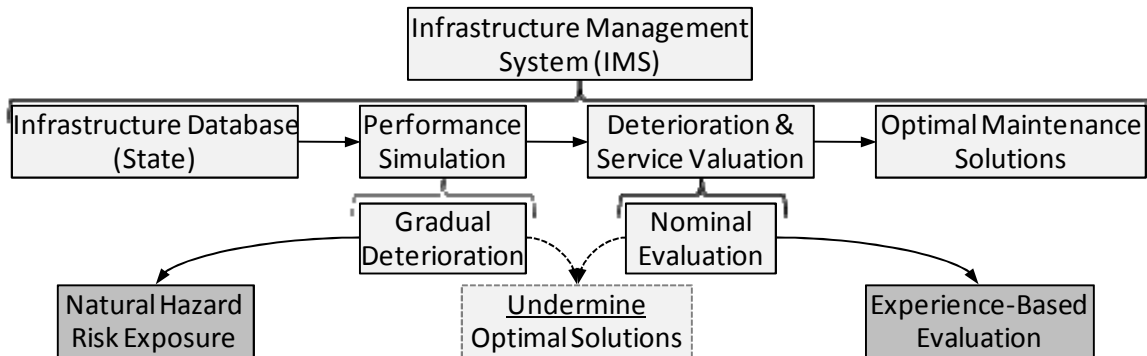 Infrastructure Management
System (IMS)
Infrastructure Database
(State)
Performance
Simulation
Deterioration &
Service Valuation
Optimal Maintenance
Solutions
Gradual
Deterioration
Nominal
Evaluation
Natural Hazard
Risk Exposure
Undermine
Optimal Solutions
Experience-Based
Evaluation